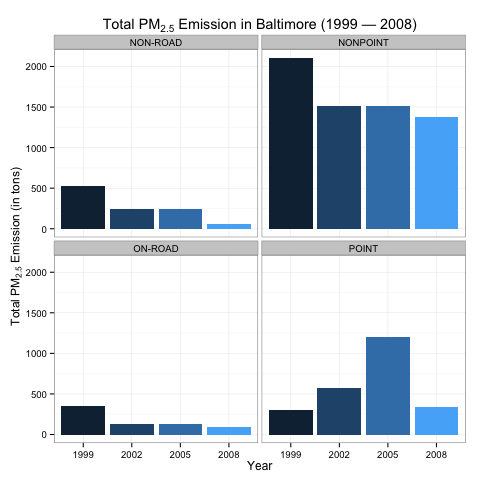 Total PM2.5 Emission in Baltimore (1999 — 2008)
NON-ROAD
NONPOINT
2000
1500
1000
500
0
Total PM2.5 Emission (in tons)
ON-ROAD
POINT
2000
1500
1000
500
0
1999 2002 2005 2008
1999 2002 2005 2008
Year